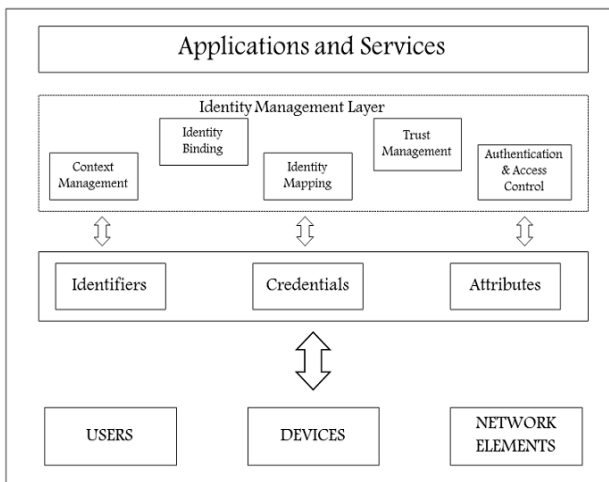 Applications and Services
Identity Management Layer
Identity
Binding
Trust
Management
Context
Management
Identity
Mapping
Authentication
& Access
Control
Identifiers
Credentials
Attributes
USERS
DEVICES
NETWORK
ELEMENTS